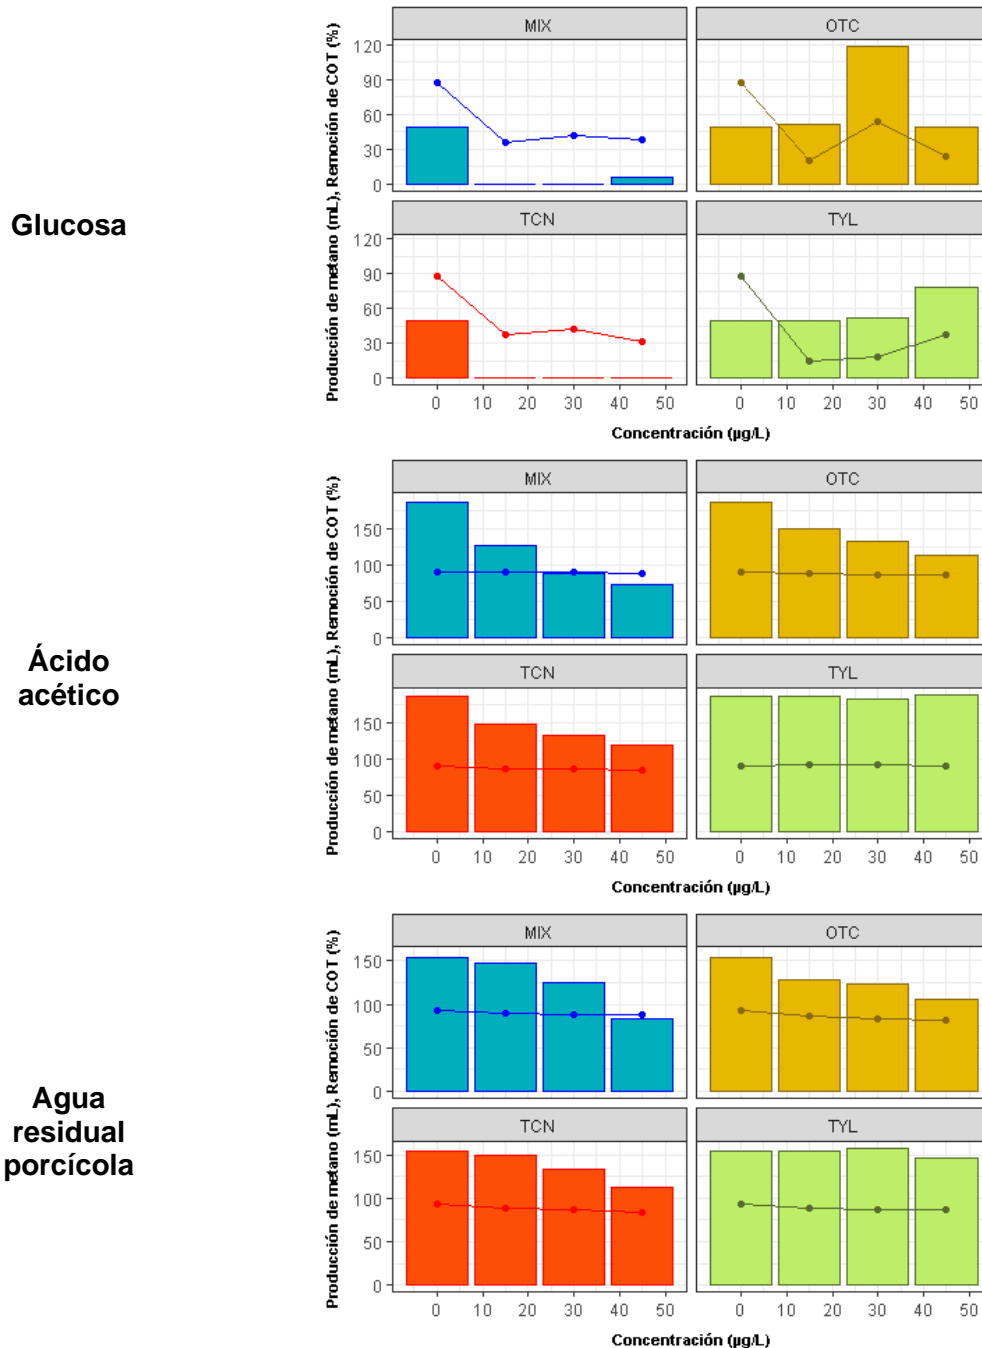 Glucosa
Producción de metano (mL), Remoción de COT (%)
MIX
OTC
120
90
60
30
0
TCN
TYL
120
90
60
30
0
0 10 20 30 40 50
0 10 20 30 40 50
Concentración (µg/L)
Ácido
acético
Producción de metano (mL), Remoción de COT (%)
MIX
OTC
150
100
50
0
TCN
TYL
150
100
50
0
0 10 20 30 40 50
0 10 20 30 40 50
Concentración (µg/L)
Agua
residual
porcícola
Producción de metano (mL), Remoción de COT (%)
MIX
OTC
150
100
50
0
TCN
TYL
150
100
50
0
0 10 20 30 40 50
0 10 20 30 40 50
Concentración (µg/L)